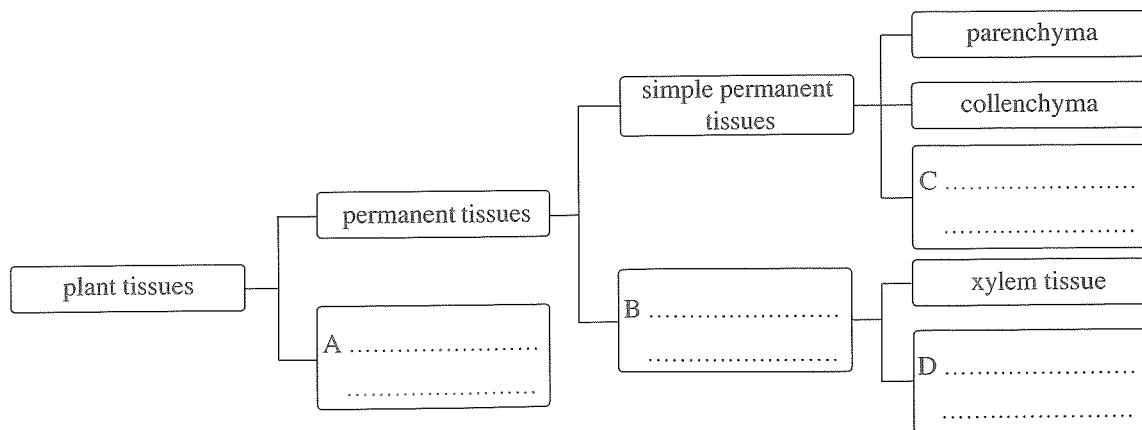 parenchyma
simple permanent
tissues
collenchyma
C ...............................
...............................
permanent tissues
plant tissues
xylem tissue
B ...............................
...............................
A ...............................
...............................
D ...............................
...............................